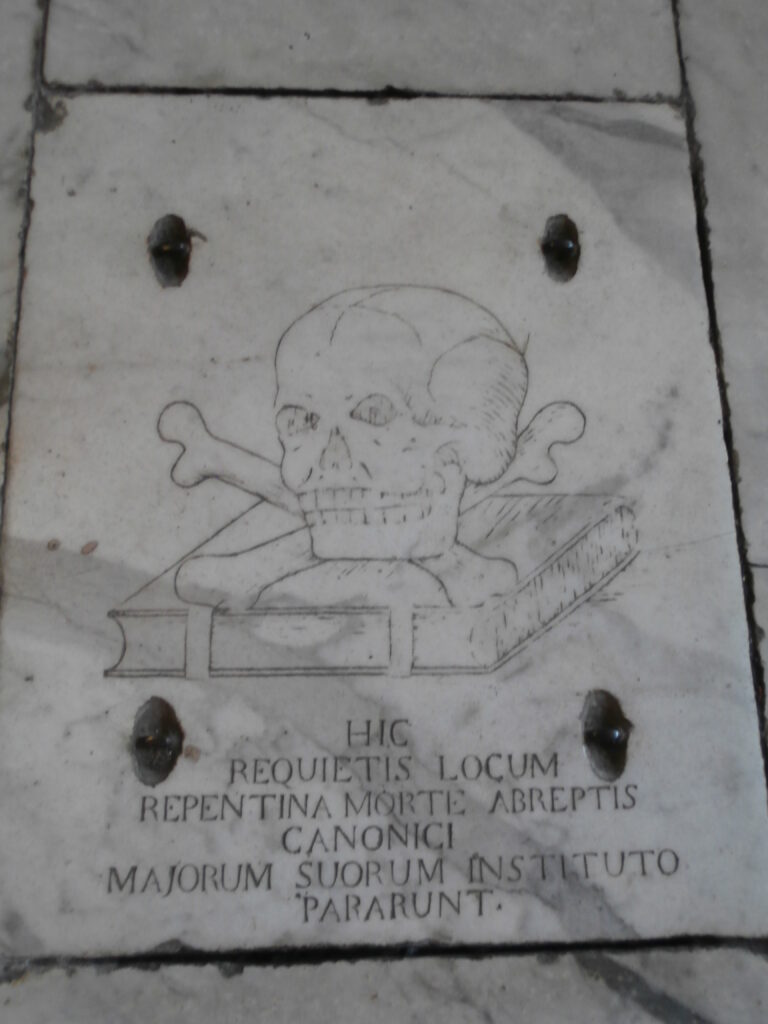 HIC
REQUIETIS LOCUM
REPENTINA MORTE ABREPTIS
CANONICI
MAJORUM SUORUM INSTITUTO
PARARUNT.